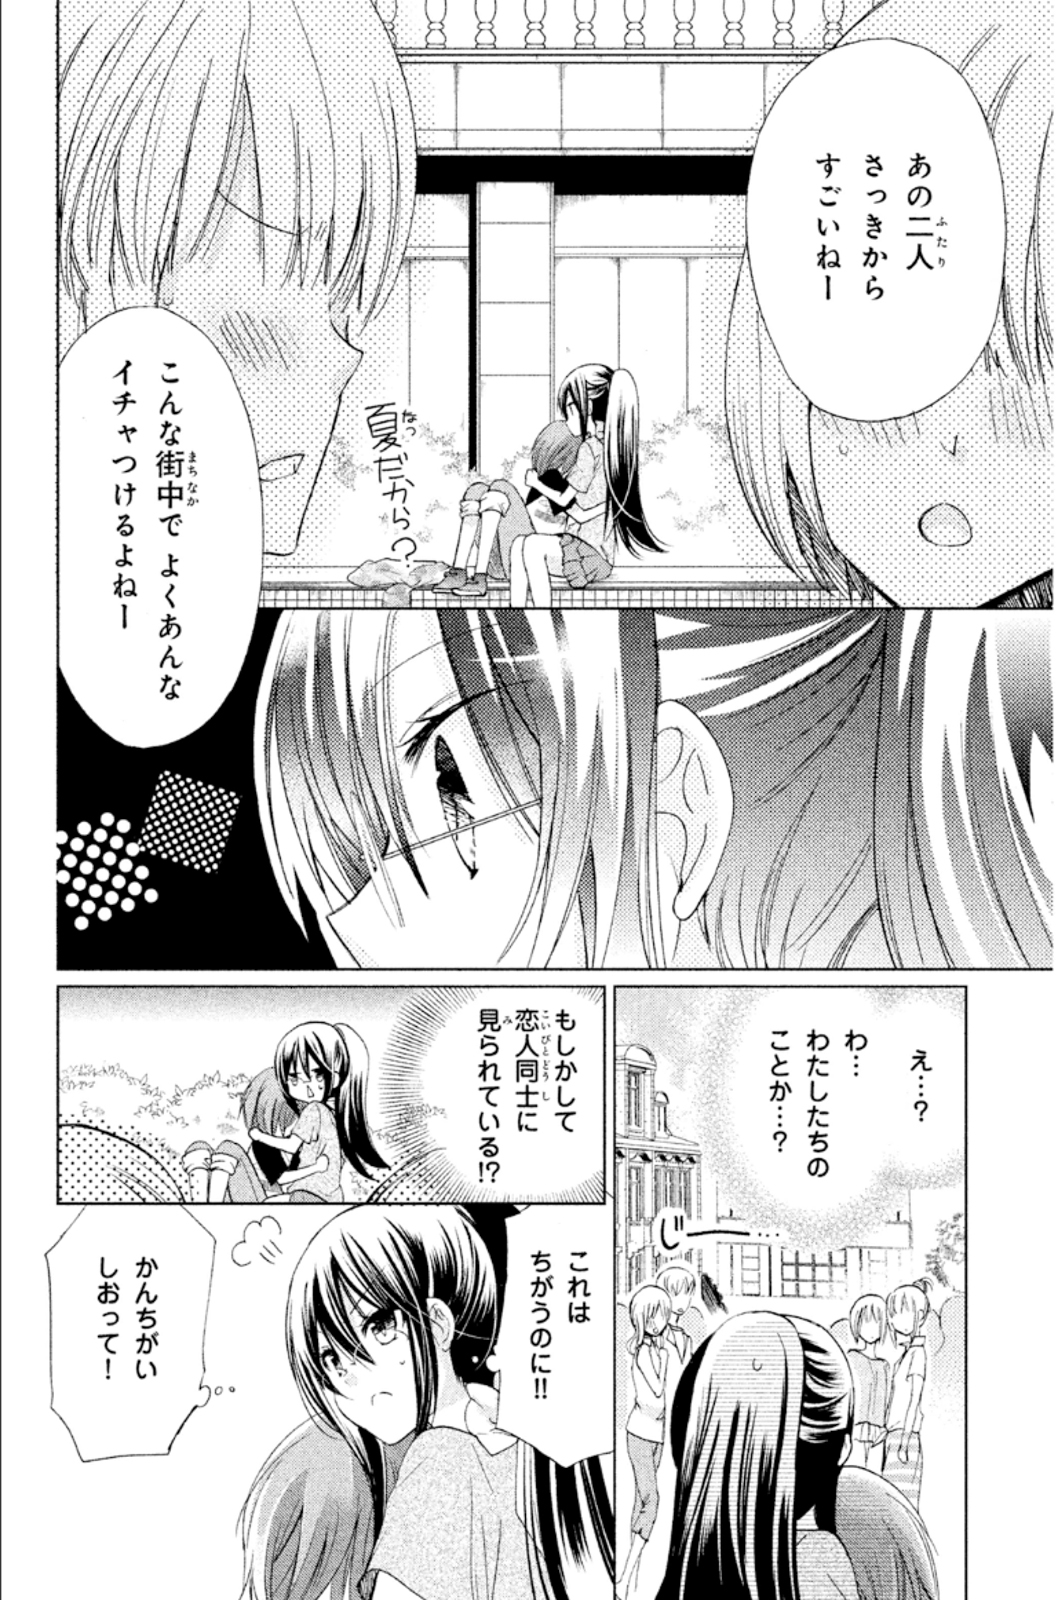 あの二人
さっきから
すごいねー
こんな街中で よくあんな
イチャつけるよねー
夏だから?
え…?
わ…
わたしたちの
ことか…?
じー…
もしかして
恋人同士に
見られている!?
これは
ちがうのに!!
かんちがい
しおって!